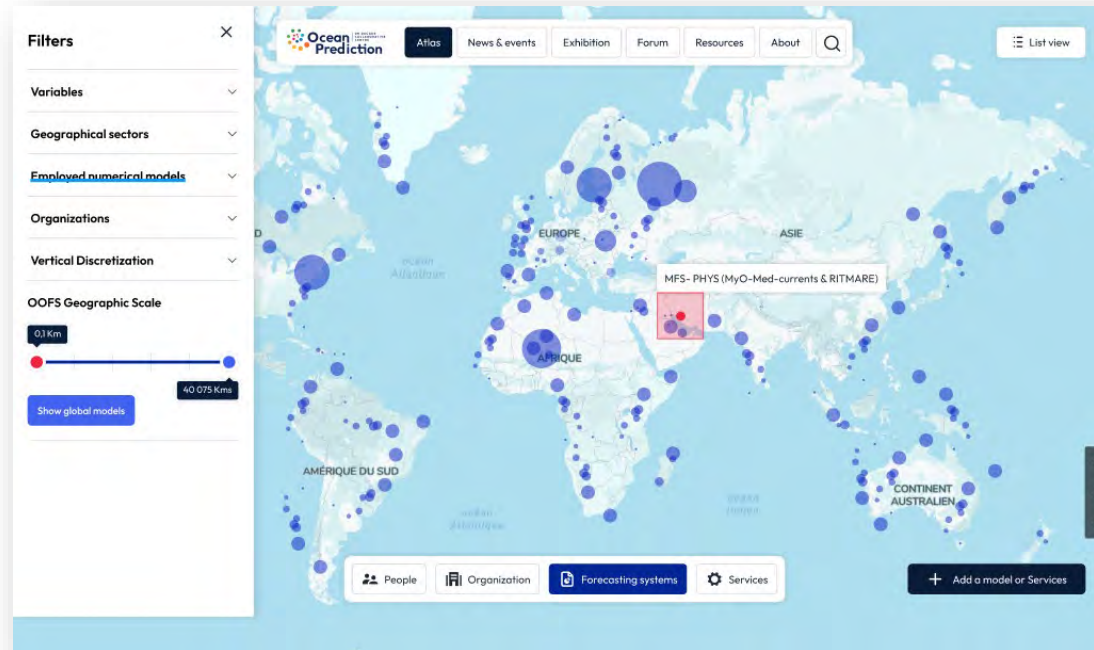 Filters
Variables
Geographical sectors
Employed numerical models
Organizations
Vertical Discretization
OOFS Geographic Scale
0,1 Km
40 075 Kms
Show global models
Ocean
Prediction
Atlas
News & events
Exhibition
Forum
Resources
About
List view
D
EUROPE
ASIE
océan
Atlantique
MFS- PHYS (MyO-Med-currents & RITMARE)
AFRIQUE
AMÉRIQUE DU SUD
CONTINENT
AUSTRALIEN
People
Organization
Forecasting systems
Services
Add a model or Services